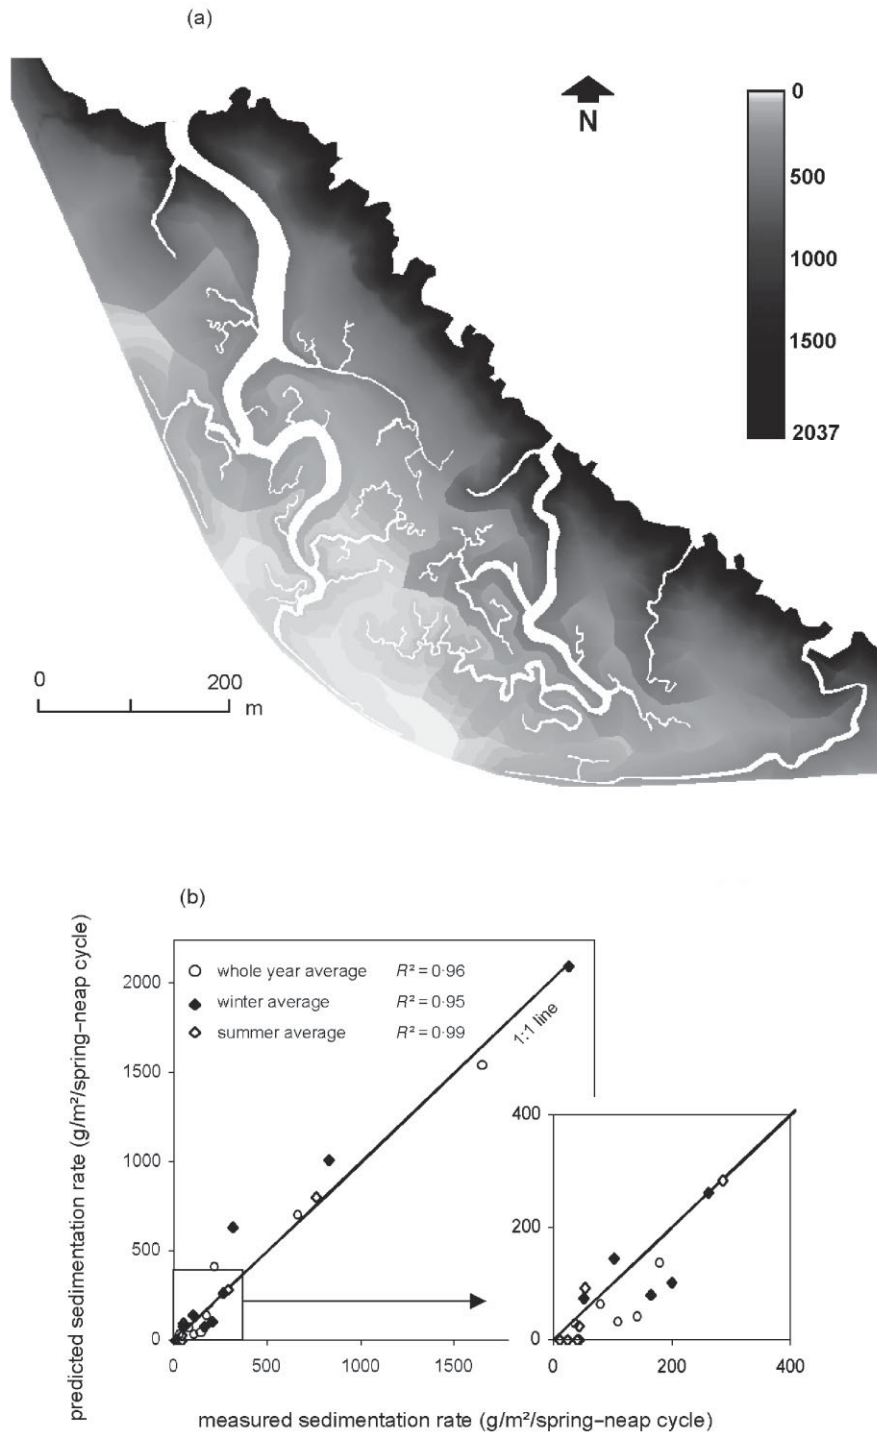 (a)
N
0
500
1000
1500
2037
0 200
m
(b)
predicted sedimentation rate (g/m²/spring–neap cycle)
2000
1500
1000
500
0
whole year average R² = 0·96
winter average R² = 0·95
summer average R² = 0·99
1:1 line
400
200
0
0 500 1000 1500
0 200 400
measured sedimentation rate (g/m²/spring–neap cycle)